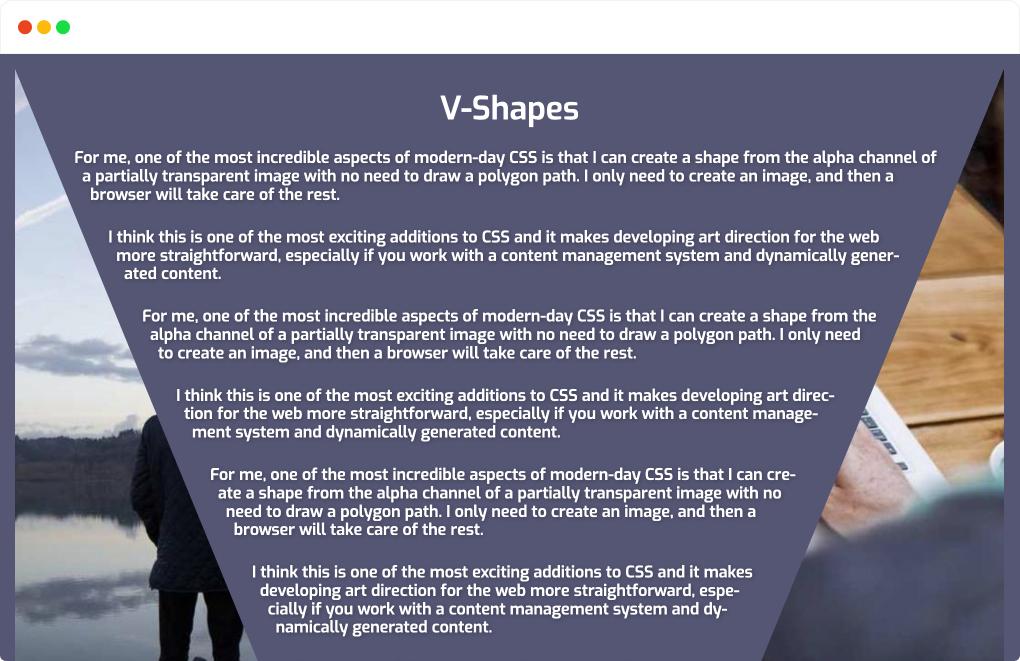 V-Shapes
For me, one of the most incredible aspects of modern-day CSS is that I can create a shape from the alpha channel of
a partially transparent image with no need to draw a polygon path. I only need to create an image, and then a
browser will take care of the rest.
I think this is one of the most exciting additions to CSS and it makes developing art direction for the web
more straightforward, especially if you work with a content management system and dynamically gener-
ated content.
For me, one of the most incredible aspects of modern-day CSS is that I can create a shape from the
alpha channel of a partially transparent image with no need to draw a polygon path. I only need
to create an image, and then a browser will take care of the rest.
I think this is one of the most exciting additions to CSS and it makes developing art direc-
tion for the web more straightforward, especially if you work with a content manage-
ment system and dynamically generated content.
For me, one of the most incredible aspects of modern-day CSS is that I can cre-
ate a shape from the alpha channel of a partially transparent image with no
need to draw a polygon path. I only need to create an image, and then a
browser will take care of the rest.
I think this is one of the most exciting additions to CSS and it makes
developing art direction for the web more straightforward, espe-
cially if you work with a content management system and dy-
namically generated content.